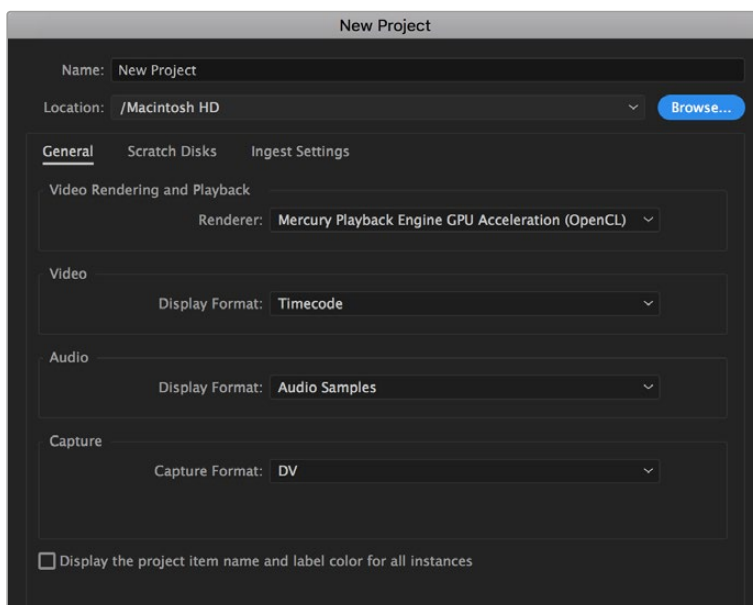 New Project
Name: New Project
Location: /Macintosh HD Browse...
General Scratch Disks Ingest Settings
Video Rendering and Playback
Renderer: Mercury Playback Engine GPU Acceleration (OpenCL)
Video
Display Format: Timecode
Audio
Display Format: Audio Samples
Capture
Capture Format: DV
Display the project item name and label color for all instances